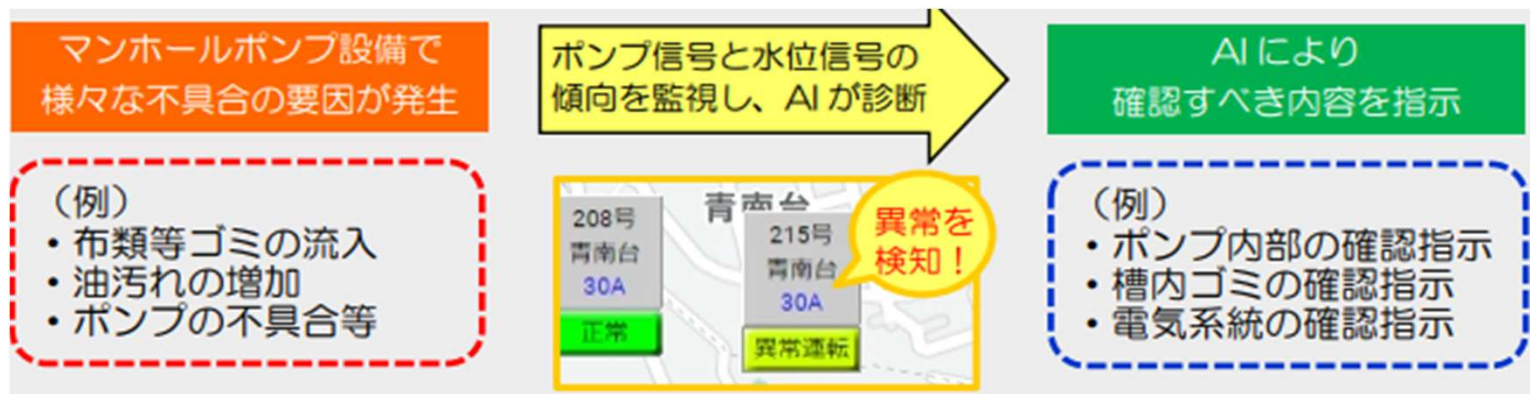 マンホールポンプ設備で
様々な不具合の要因が発生
ポンプ信号と水位信号の
傾向を監視し、AIが診断
AIにより
確認すべき内容を指示
(例)
・布類等ゴミの流入
・油汚れの増加
・ポンプの不具合等
青南台
208号
青南台
30A
正常
215号
青南台
30A
異常運転
異常を
検知!
(例)
・ポンプ内部の確認指示
・槽内ゴミの確認指示
・電気系統の確認指示